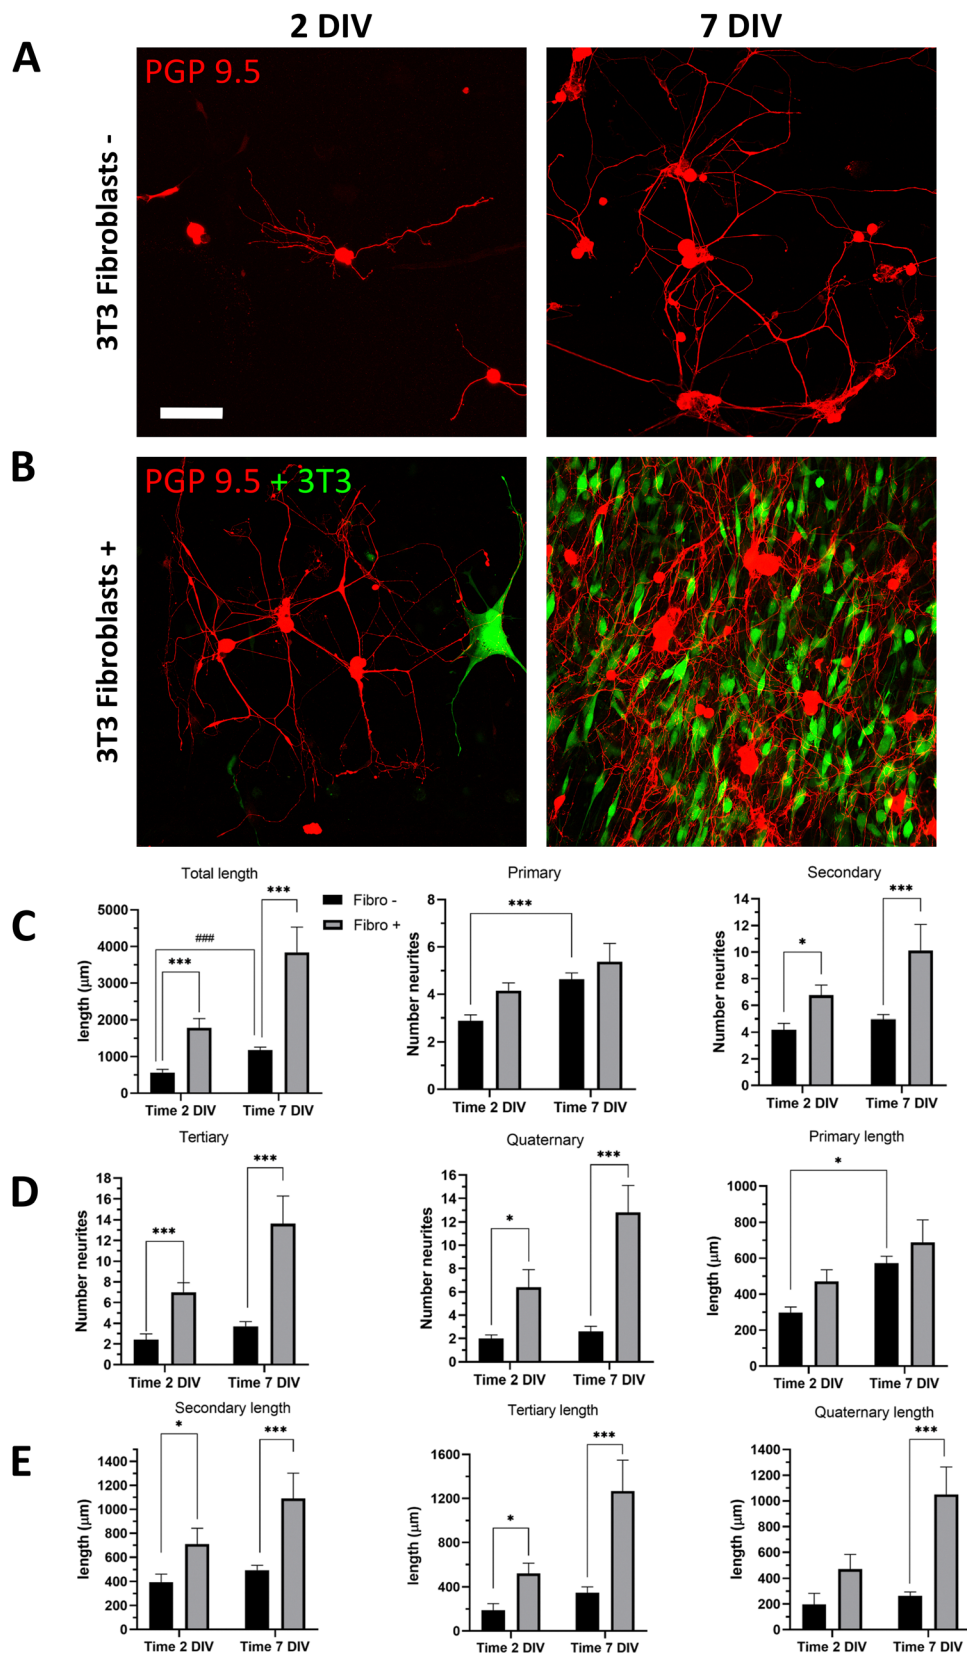 2 DIV 7 DIV
A
PGP 9.5
3T3 Fibroblasts -
B
PGP 9.5 + 3T3
3T3 Fibroblasts +
C
Total length
length (μm)
5000
4000
3000
2000
1000
0
###
***
***
Time 2 DIV Time 7 DIV
Fibro -
Fibro +
Primary
Number neurites
8
6
4
2
0
***
Time 2 DIV Time 7 DIV
Secondary
Number neurites
14
12
10
8
6
4
2
0
*
***
Time 2 DIV Time 7 DIV
D
Tertiary
Number neurites
18
16
14
12
10
8
6
4
2
0
***
***
Time 2 DIV Time 7 DIV
Quaternary
Number neurites
16
14
12
10
8
6
4
2
0
*
***
Time 2 DIV Time 7 DIV
Primary length
length (μm)
1000
800
600
400
200
0
*
Time 2 DIV Time 7 DIV
E
Secondary length
length (μm)
1400
1200
1000
800
600
400
200
0
*
***
Time 2 DIV Time 7 DIV
Tertiary length
length (μm)
1600
1200
800
400
0
*
***
Time 2 DIV Time 7 DIV
Quaternary length
length (μm)
1400
1200
1000
800
600
400
200
0
***
Time 2 DIV Time 7 DIV